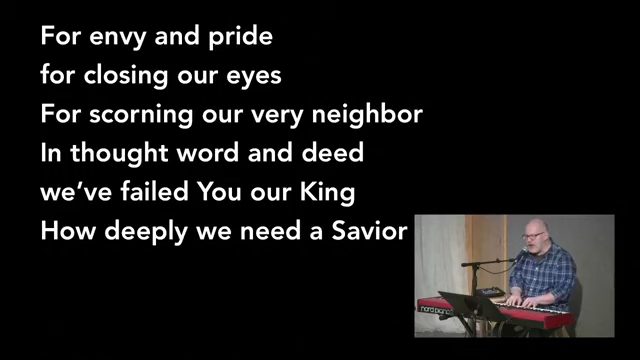 For envy and pride
for closing our eyes
For scorning our very neighbor
In thought word and deed
we've failed You our King
How deeply we need a Savior
nord piano